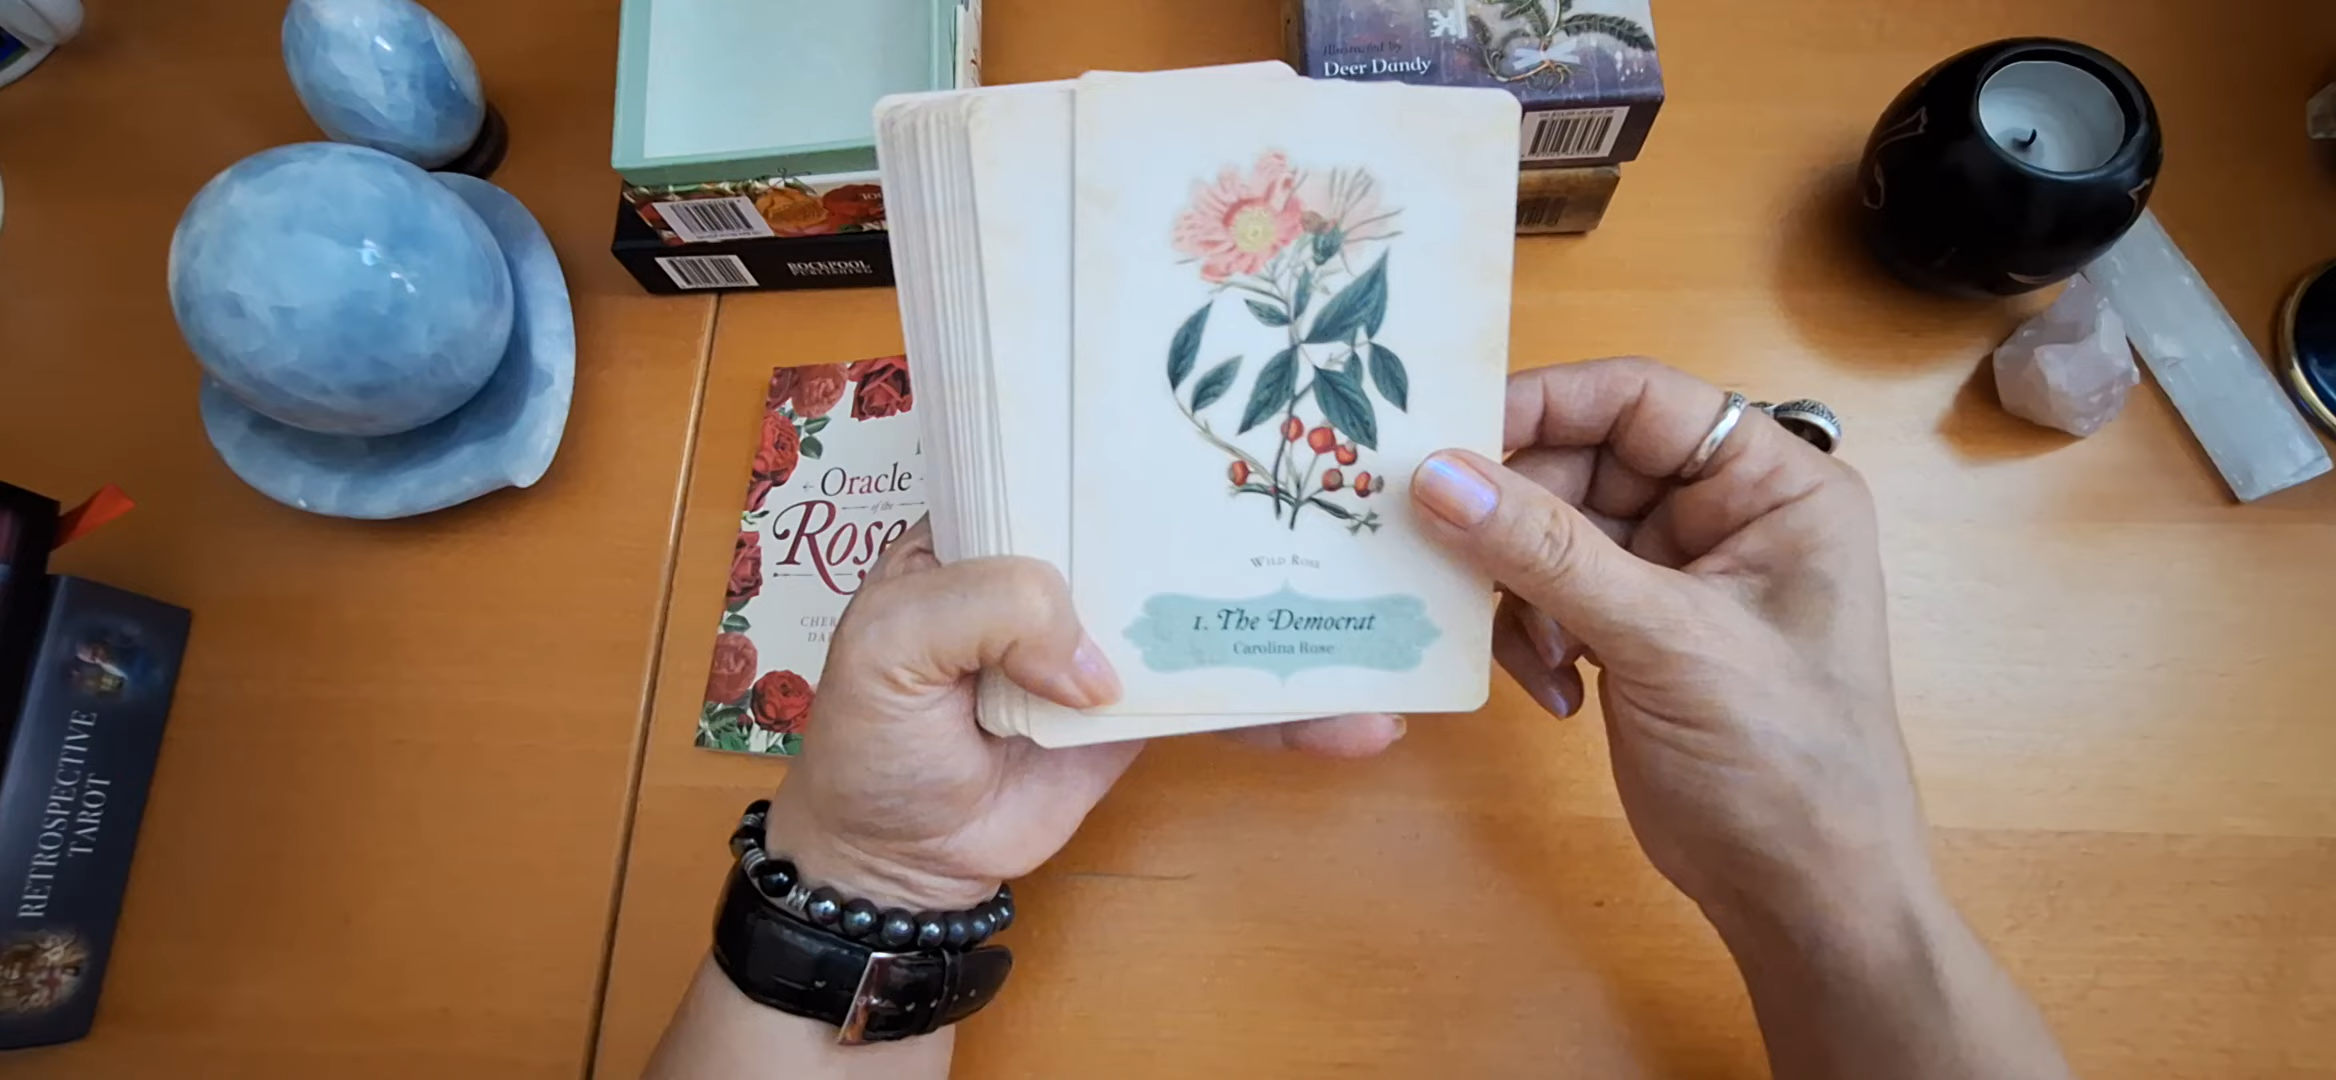 Illustrated by
Deer Dandy
ROCKPOOL
PUBLISHING
Oracle
of the
Rose
WILD ROSE
1. The Democrat
Carolina Rose
RETROSPECTIVE
TAROT